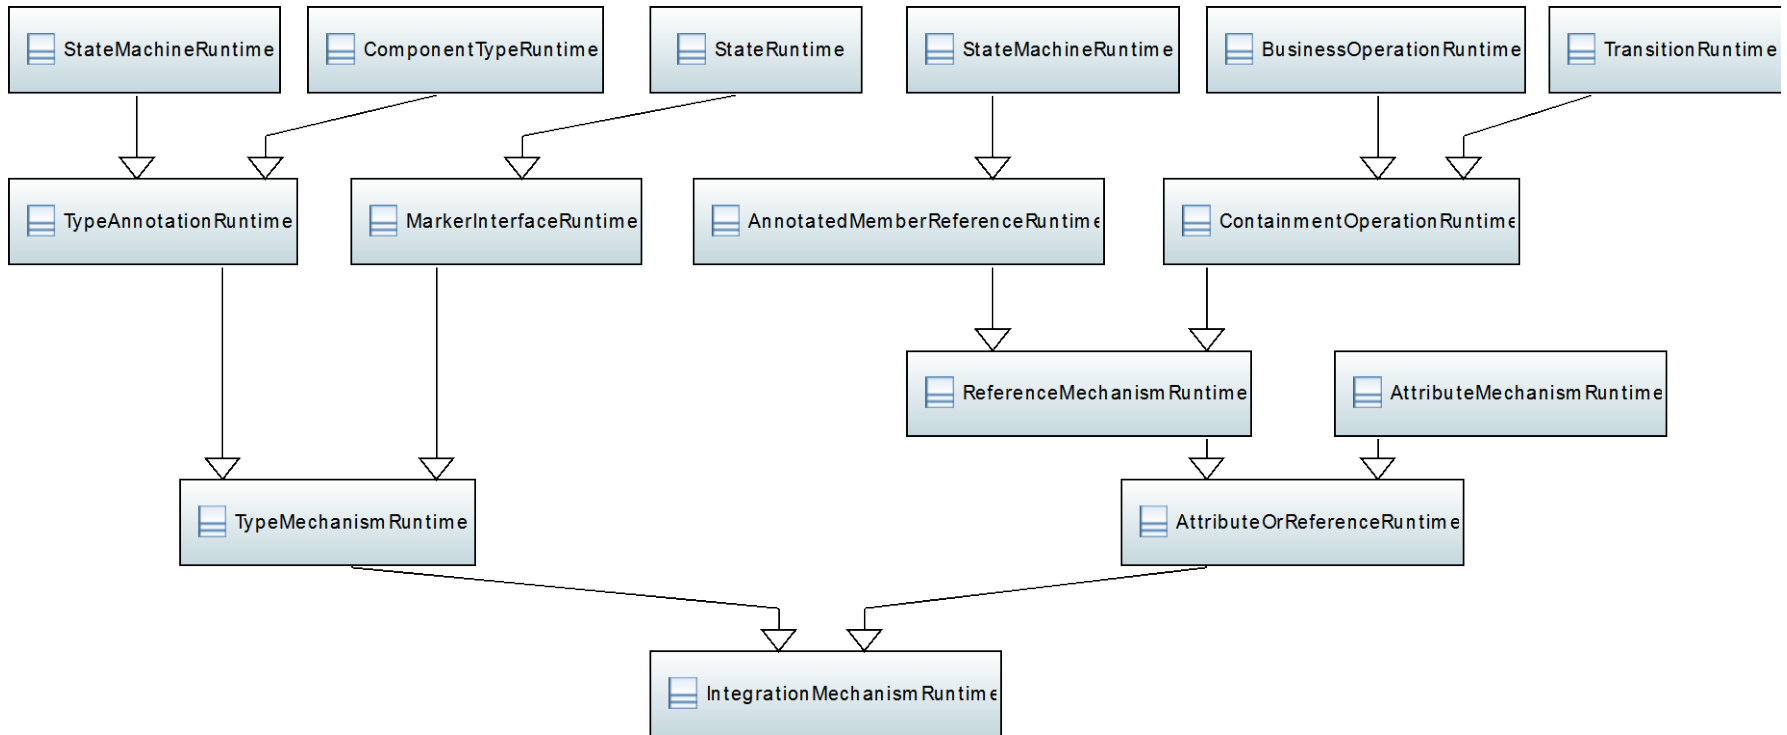 StateMachineRuntime
ComponentTypeRuntime
StateRuntime
StateMachineRuntime
BusinessOperationRuntime
TransitionRuntime
TypeAnnotationRuntime
MarkerInterfaceRuntime
AnnotatedMemberReferenceRuntime
ContainmentOperationRuntime
ReferenceMechanismRuntime
AttributeMechanismRuntime
TypeMechanismRuntime
AttributeOrReferenceRuntime
IntegrationMechanismRuntime